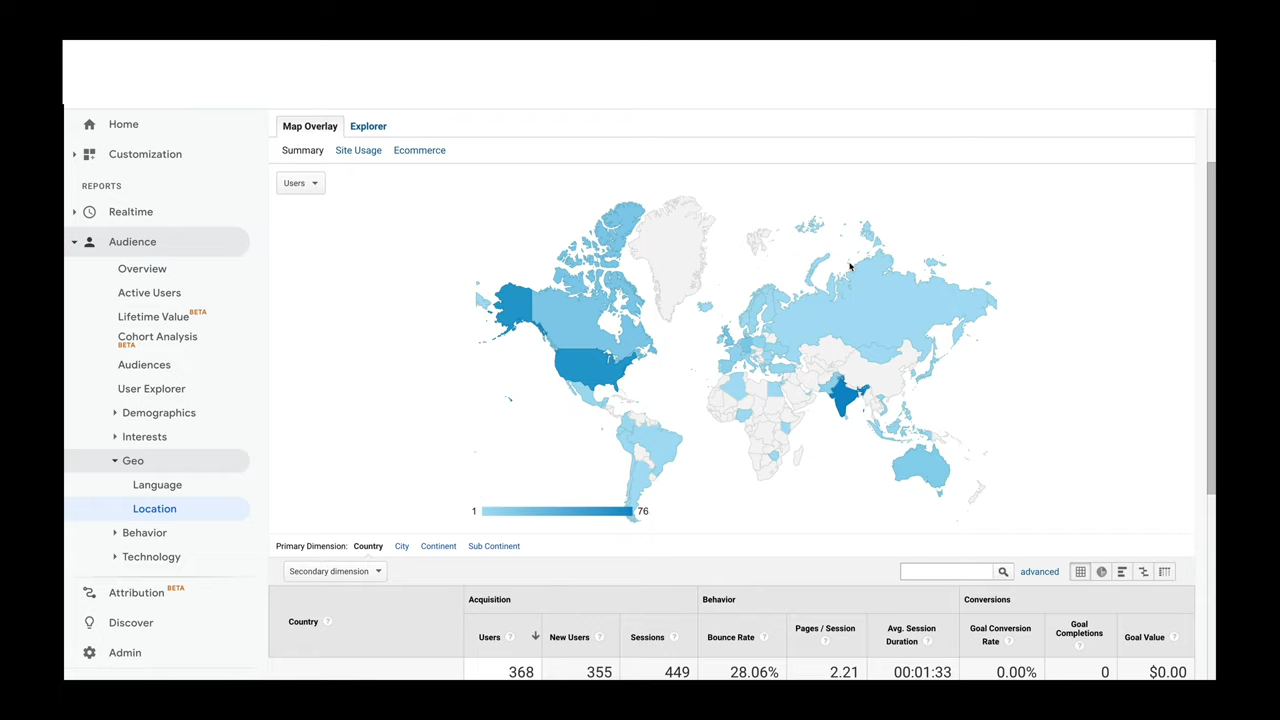 Home
Customization
REPORTS
Realtime
Audience
Overview
Active Users
Lifetime Value BETA
Cohort Analysis
BETA
Audiences
User Explorer
Demographics
Interests
Geo
Language
Location
Behavior
Technology
Attribution BETA
Discover
Admin
Map Overlay Explorer
Summary Site Usage Ecommerce
Users
1 76
Primary Dimension: Country City Continent Sub Continent
Secondary dimension advanced
Acquisition Behavior Conversions
Country ? Users ? New Users ? Sessions ? Bounce Rate ? Pages / Session ? Avg. Session Duration ? Goal Conversion Rate ? Goal Completions ? Goal Value ?
368 355 449 28.06% 2.21 00:01:33 0.00% 0 $0.00